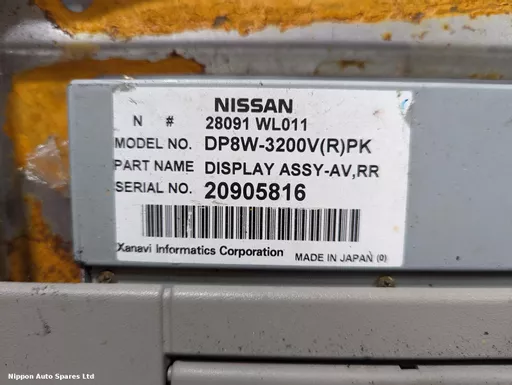 NISSAN
N # 28091 WL011
MODEL NO. DP8W-3200V(R)PK
PART NAME DISPLAY ASSY-AV,RR
SERIAL NO. 20905816
Xanavi Informatics Corporation MADE IN JAPAN (0)
Nippon Auto Spares Ltd